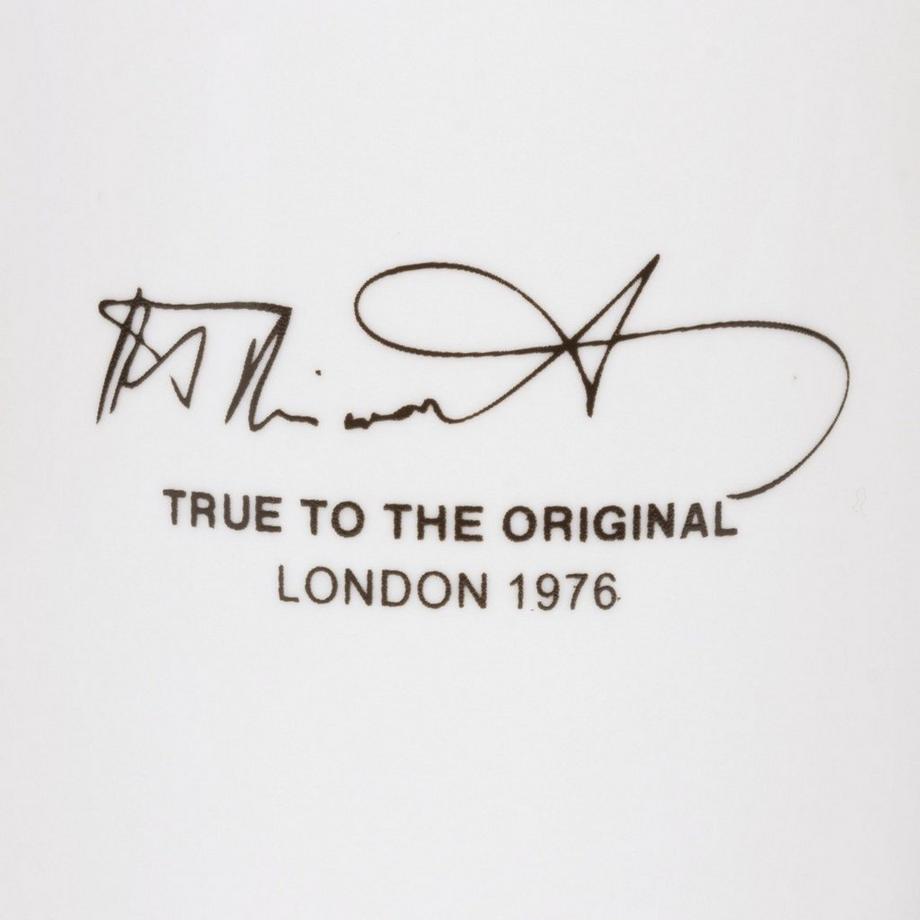 TRUE TO THE ORIGINAL
LONDON 1976